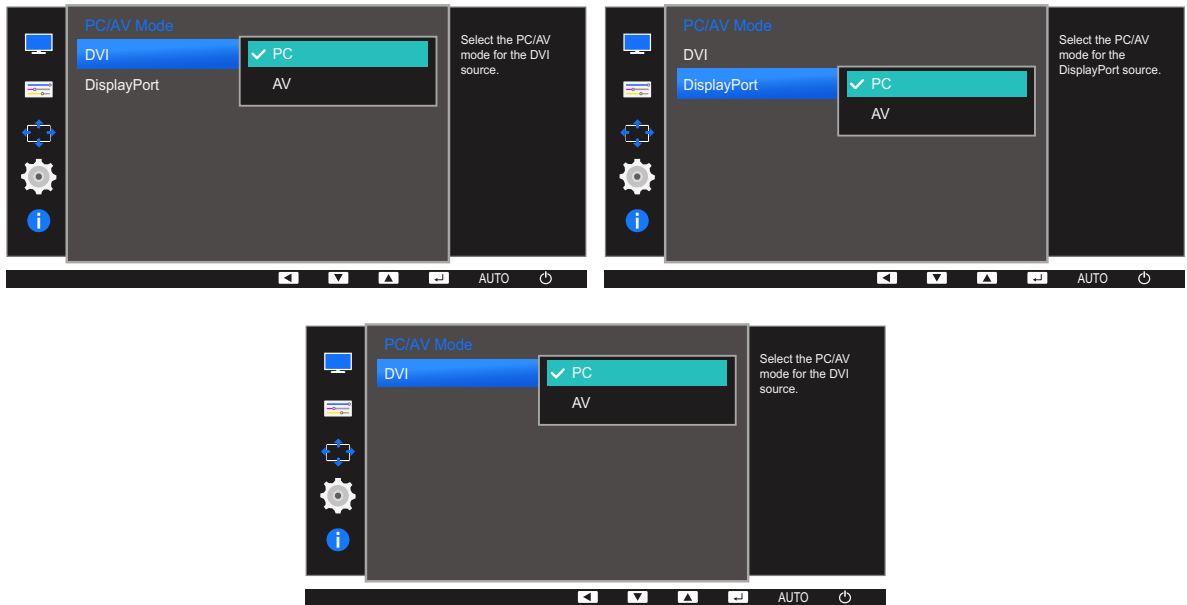 PC/AV Mode
DVI
PC
AV
DisplayPort
Select the PC/AV
mode for the DVI
source.
AUTO
PC/AV Mode
DVI
DisplayPort
PC
AV
Select the PC/AV
mode for the
DisplayPort source.
AUTO
PC/AV Mode
DVI
PC
AV
Select the PC/AV
mode for the DVI
source.
AUTO